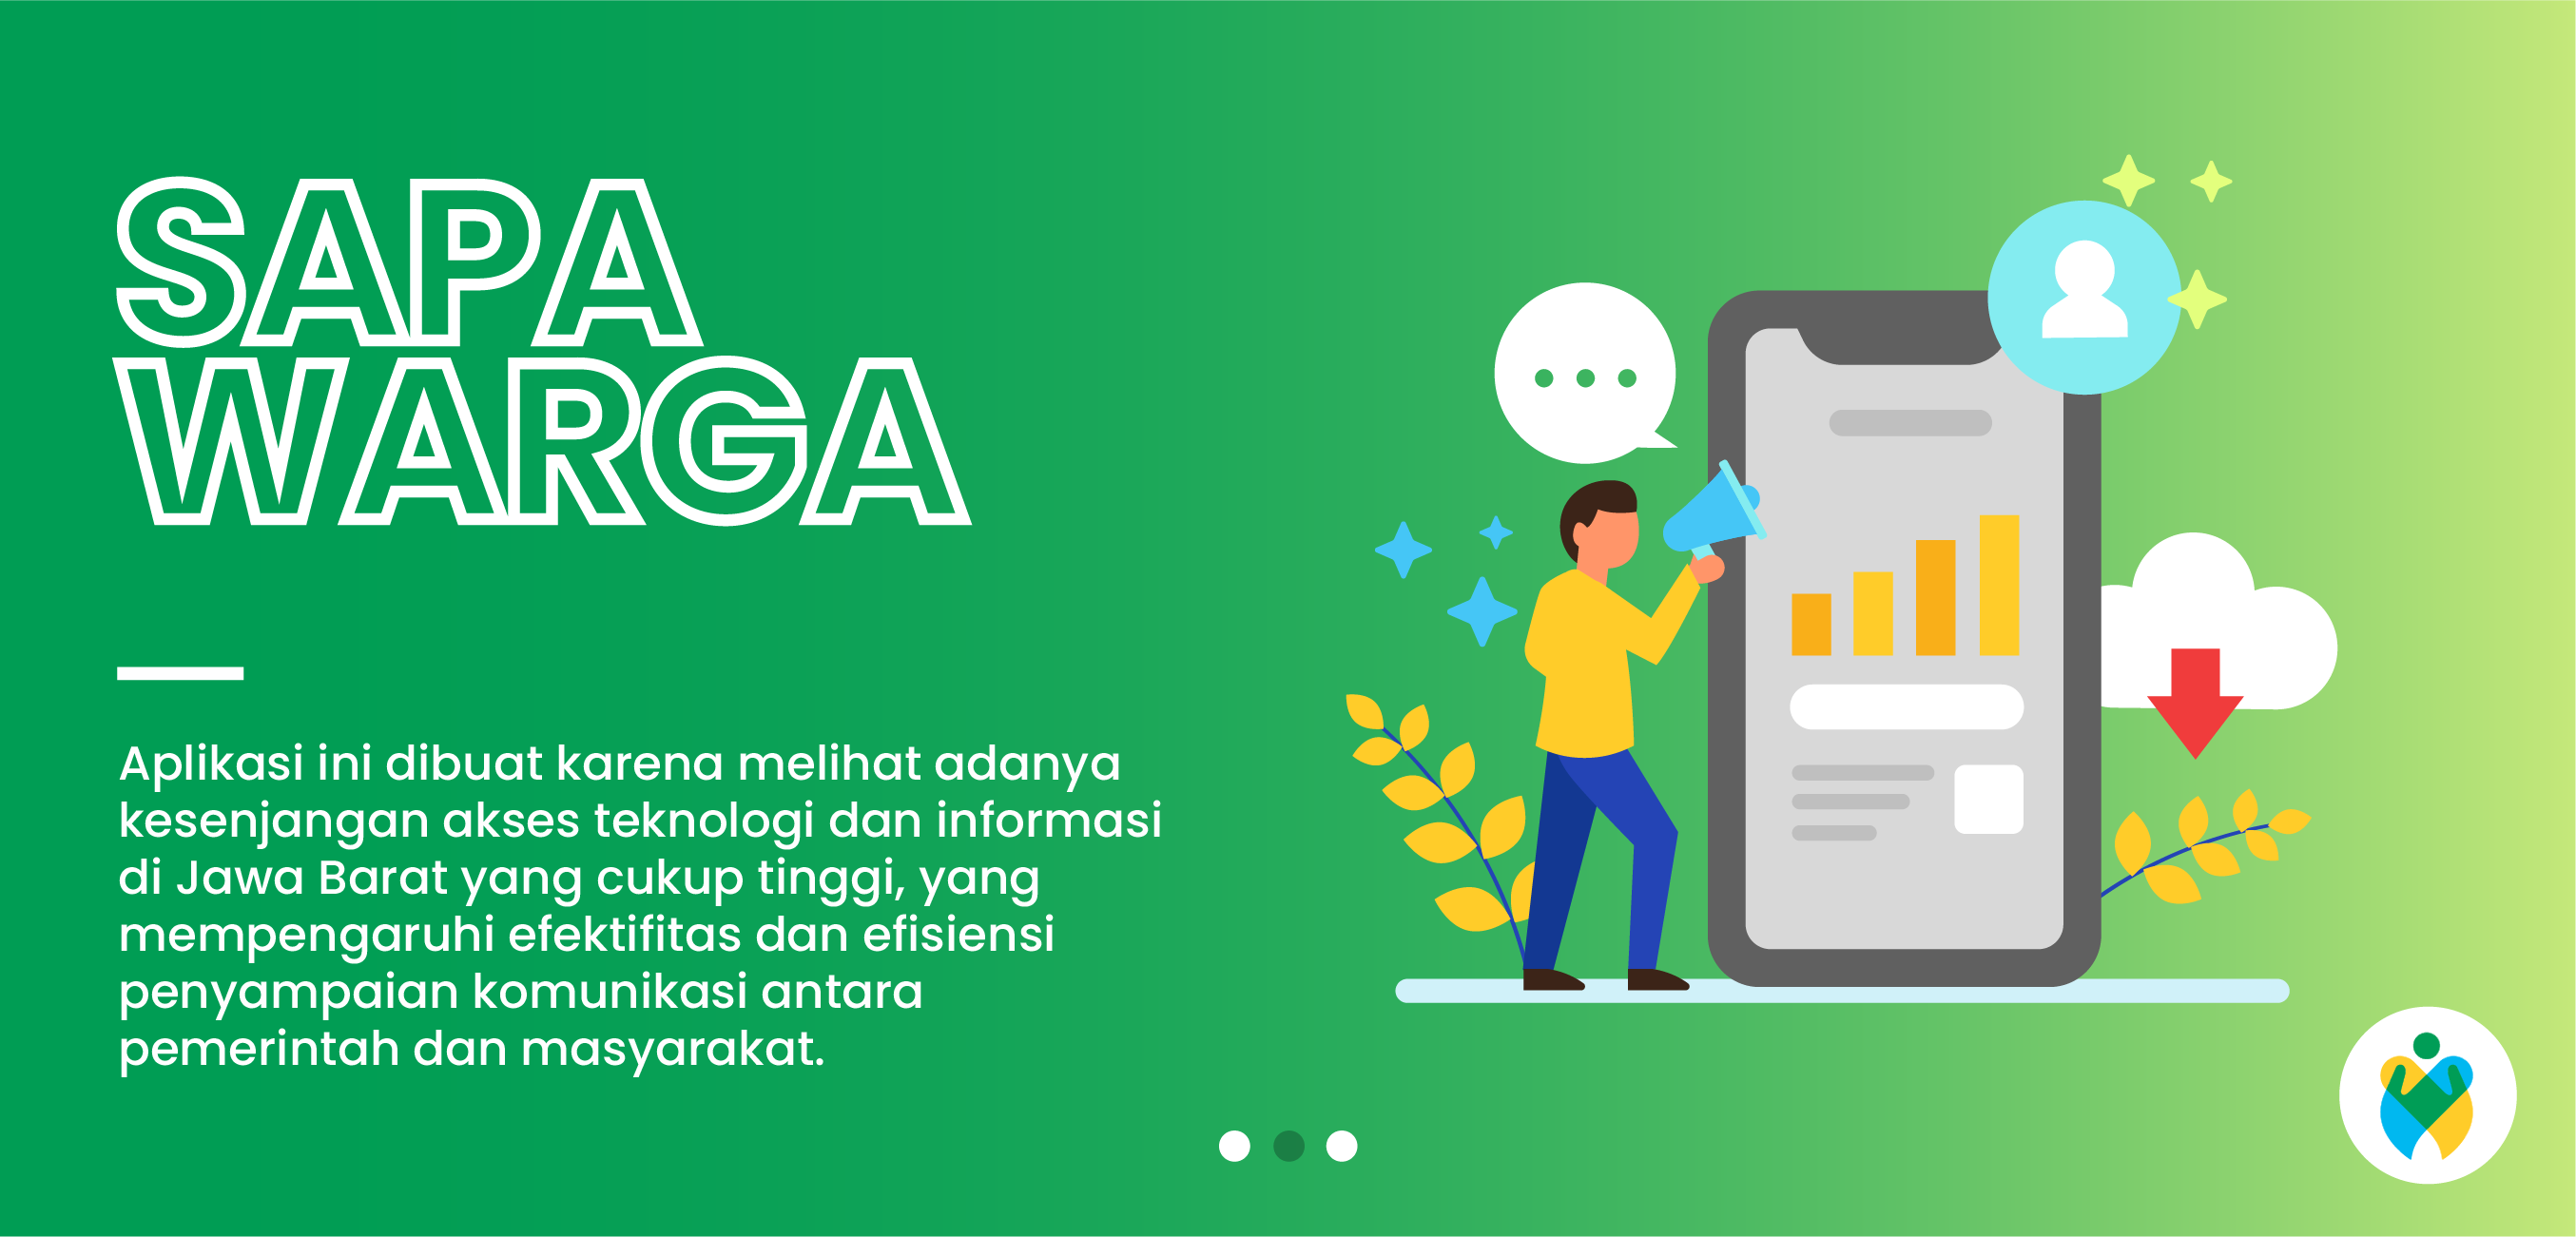 SAPA
WARGA
Aplikasi ini dibuat karena melihat adanya
kesenjangan akses teknologi dan informasi
di Jawa Barat yang cukup tinggi, yang
mempengaruhi efektifitas dan efisiensi
penyampaian komunikasi antara
pemerintah dan masyarakat.